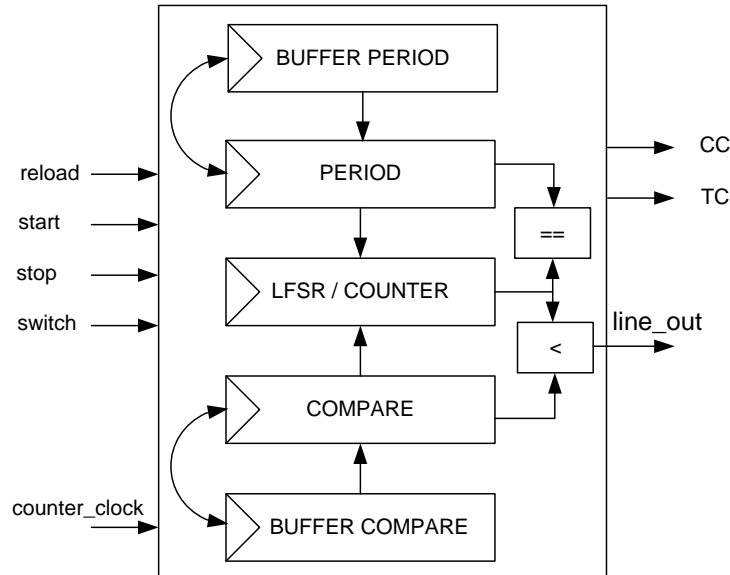 BUFFER PERIOD
PERIOD
==
LFSR / COUNTER
<
COMPARE
BUFFER COMPARE
reload
start
stop
switch
counter_clock
CC
TC
line_out